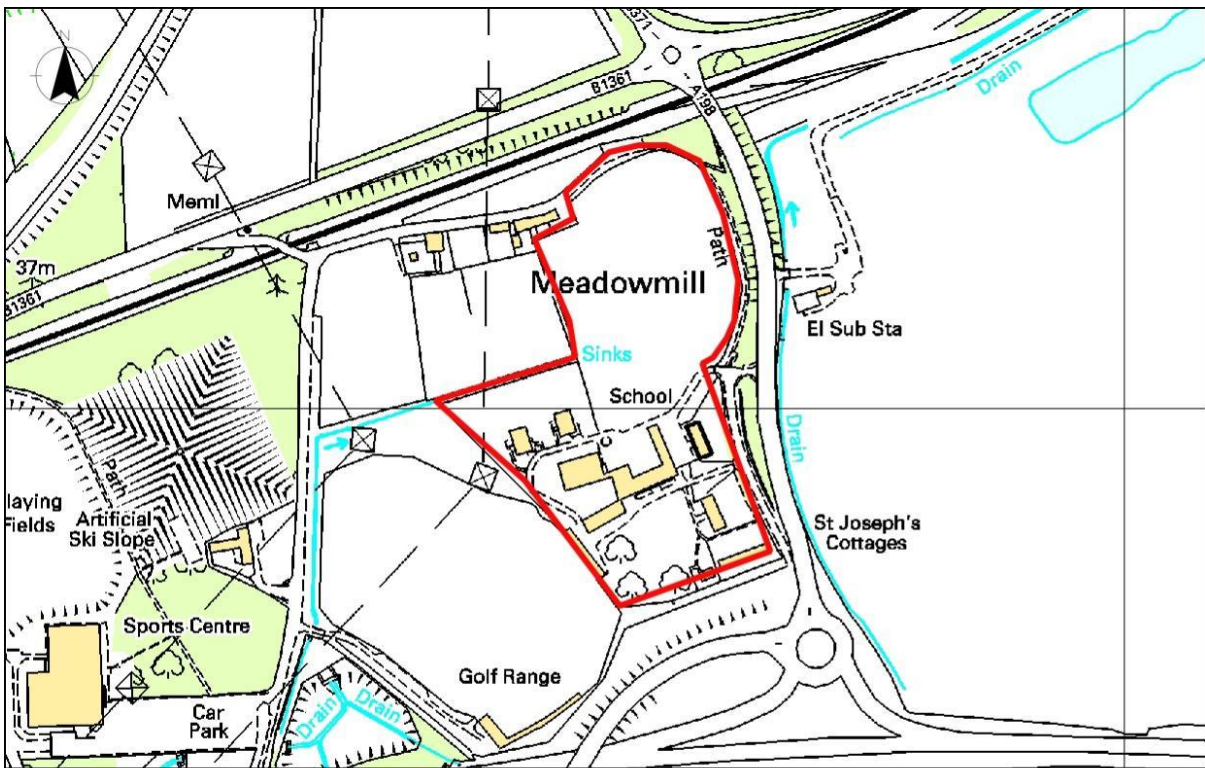 N
A371
B1361
A198
Drain
Meml
37m
B1361
Path
Meadowmill
El Sub Sta
Sinks
School
Drain
Path
laying
Fields
Artificial
Ski Slope
St Joseph's
Cottages
Sports Centre
Golf Range
Car
Park
Drain
Drain